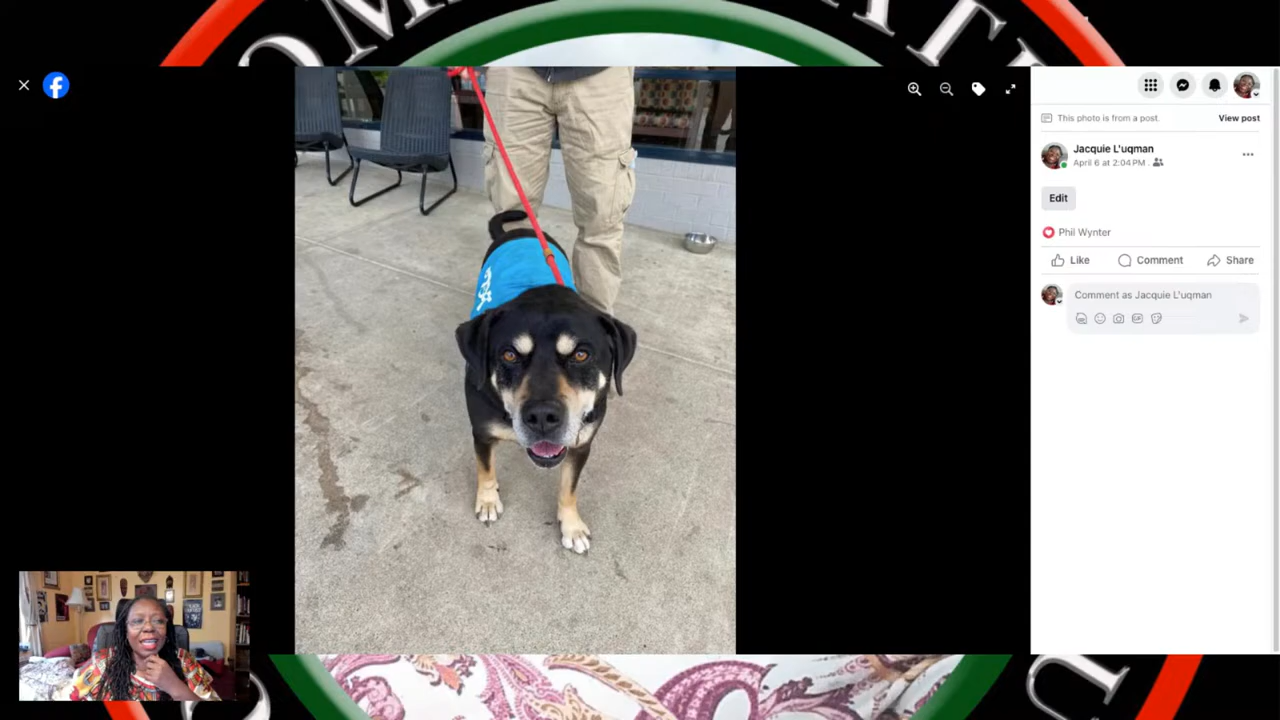 This photo is from a post.
View post
Jacquie L'uqman
April 6 at 2:04 PM
Edit
Phil Wynter
Like
Comment
Share
Comment as Jacquie L'uqman